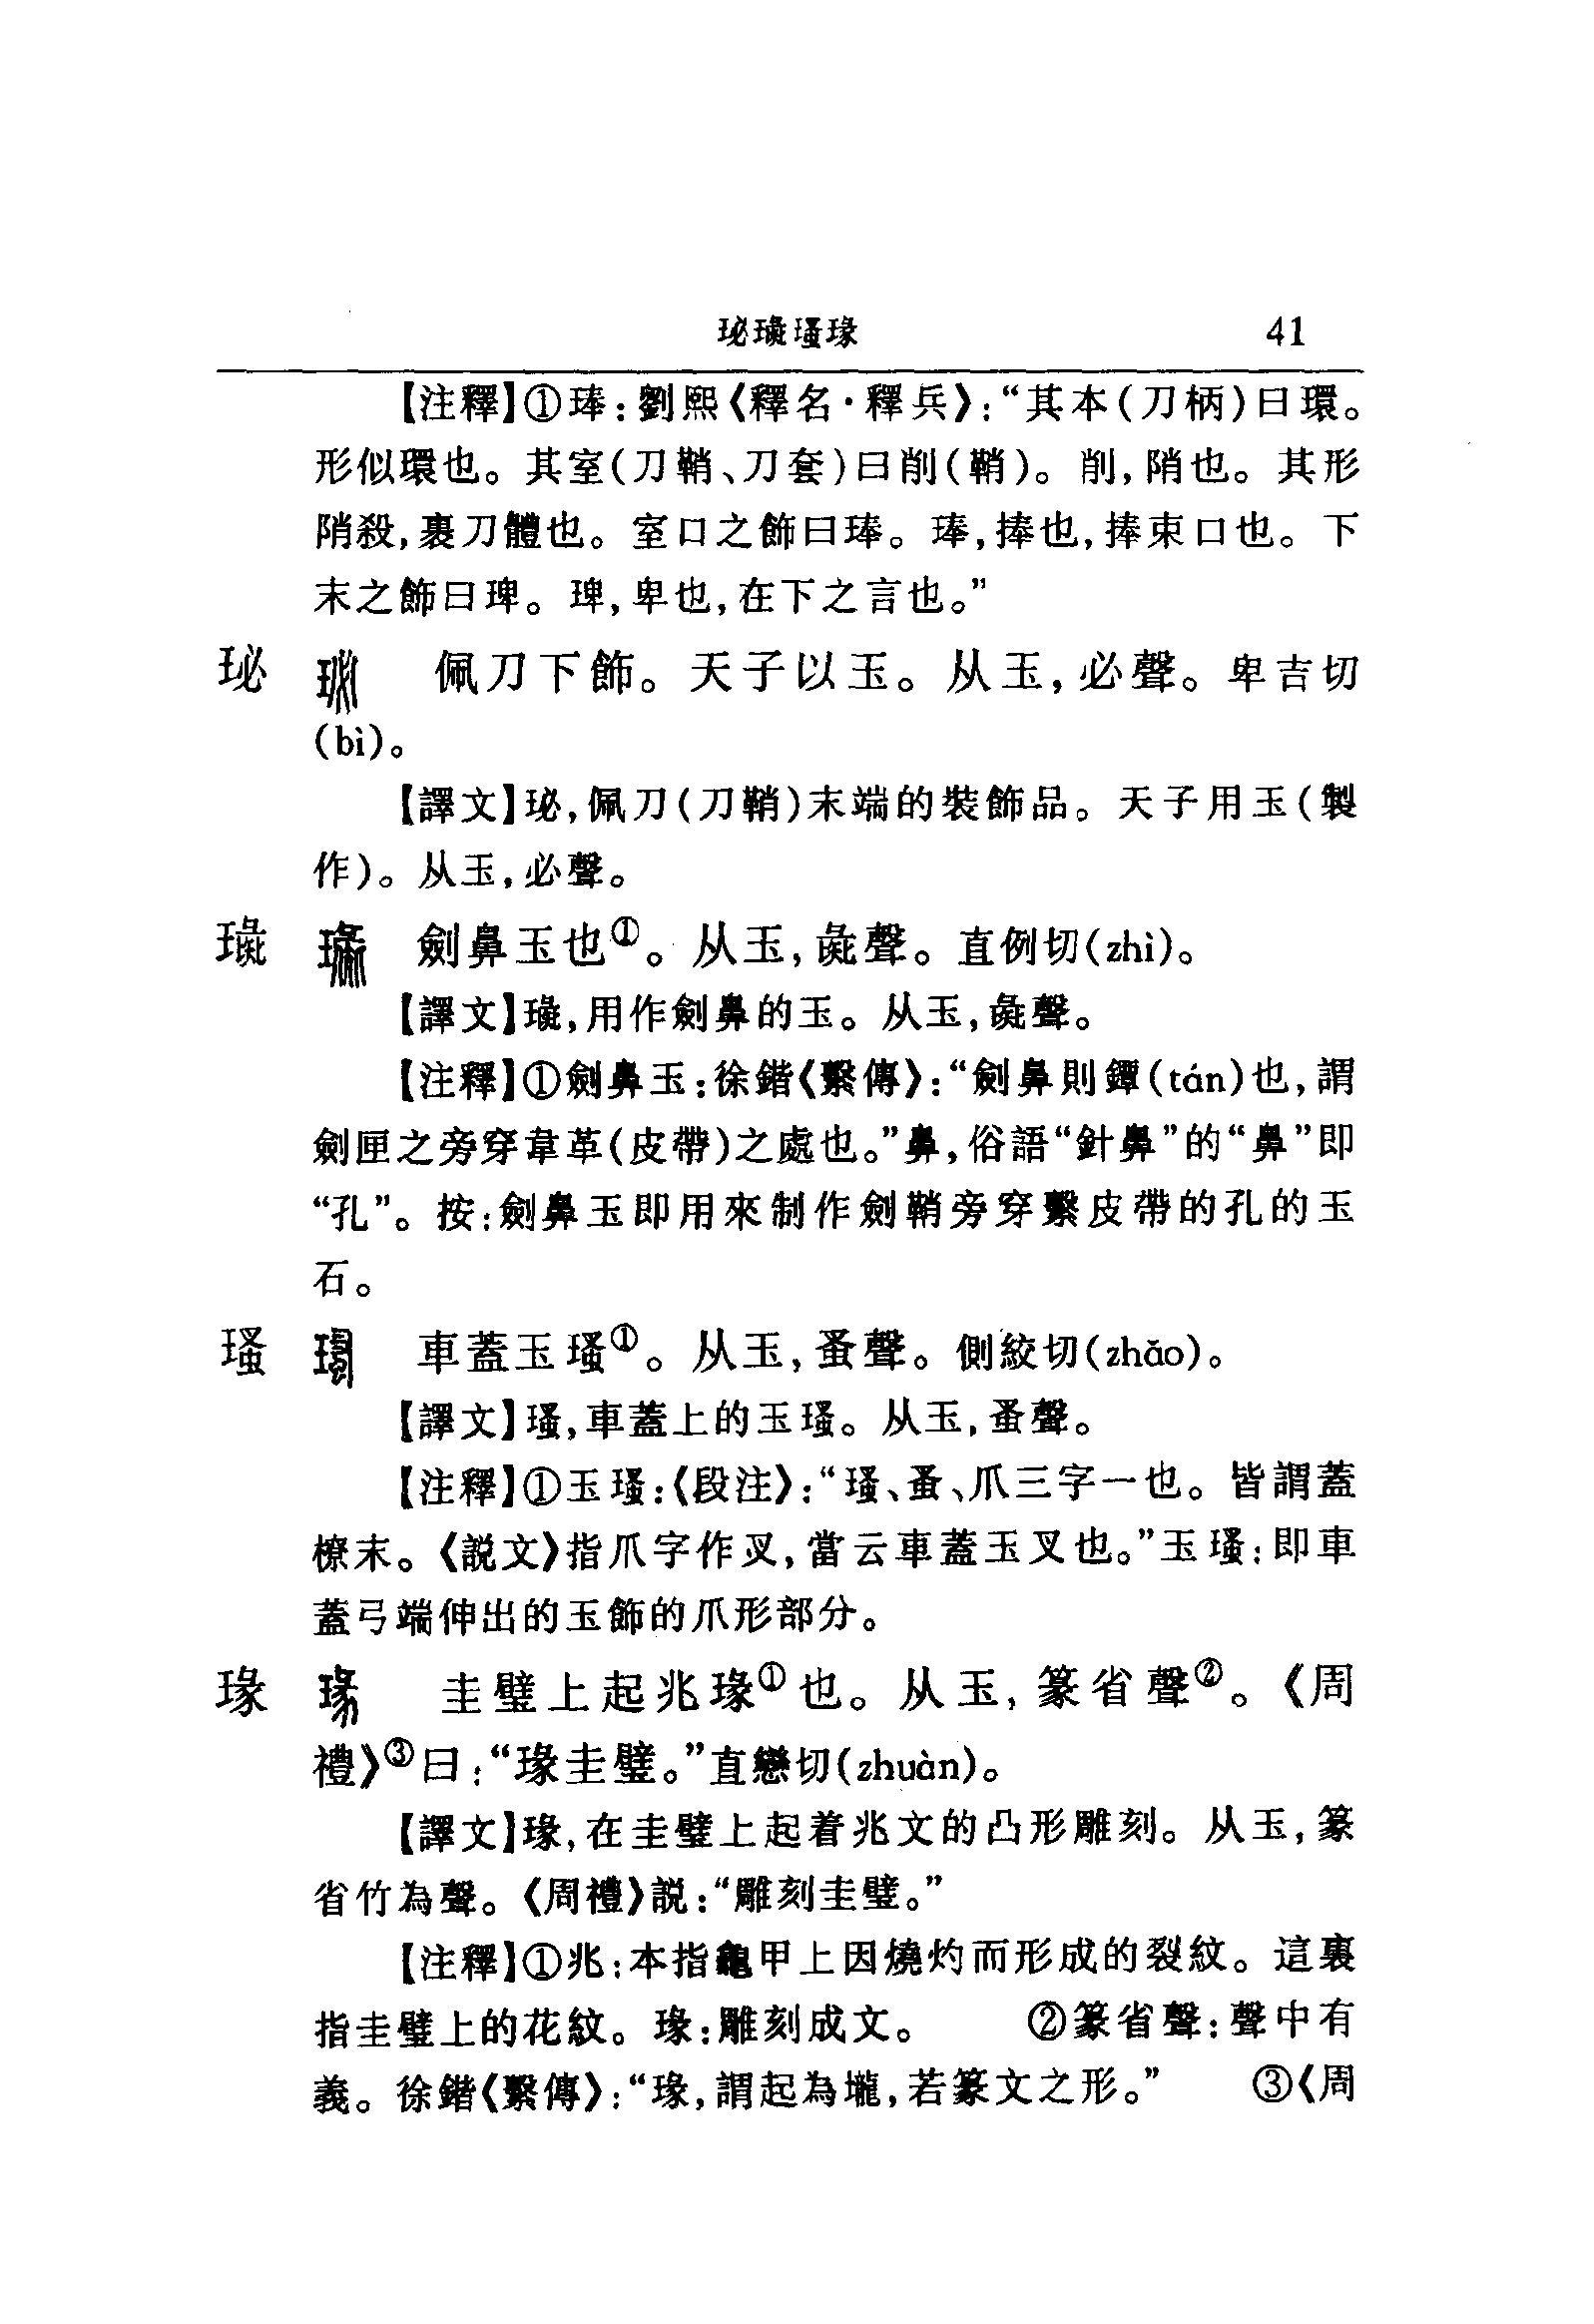 珌璏瑵瑑 41
【注釋】①琫:劉熙《釋名·釋兵》:“其本(刀柄)曰環。
形似環也。其室(刀鞘、刀套)曰削(鞘)。削,陗也。其形
陗殺,裹刀體也。室口之飾曰琫。琫,捧也,捧束口也。下
末之飾曰琕。琕,卑也,在下之言也。”
珌 佩刀下飾。天子以玉。从玉,必聲。卑吉切
(bì)。
【譯文】珌,佩刀(刀鞘)末端的裝飾品。天子用玉(製
作)。从玉,必聲。
璏 劍鼻玉也①。从玉,彘聲。直例切(zhì)。
【譯文】璏,用作劍鼻的玉。从玉,彘聲。
【注釋】①劍鼻玉:徐鍇《繫傳》:“劍鼻則鐔(tán)也,謂
劍匣之旁穿韋革(皮帶)之處也。”鼻,俗語“針鼻”的“鼻”即
“孔”。按:劍鼻玉即用來制作劍鞘旁穿繫皮帶的孔的玉
石。
瑵 車蓋玉瑵①。从玉,蚤聲。側絞切(zhǎo)。
【譯文】瑵,車蓋上的玉瑵。从玉,蚤聲。
【注釋】①玉瑵:《段注》:“瑵、蚤、爪三字一也。皆謂蓋
橑末。《説文》指爪字作叉,當云車蓋玉叉也。”玉瑵:即車
蓋弓端伸出的玉飾的爪形部分。
瑑 圭璧上起兆瑑①也。从玉,篆省聲②。《周
禮》③曰:“瑑圭璧。”直戀切(zhuàn)。
【譯文】瑑,在圭璧上起着兆文的凸形雕刻。从玉,篆
省竹為聲。《周禮》説:“雕刻圭璧。”
【注釋】①兆:本指龜甲上因燒灼而形成的裂紋。這裏
指圭璧上的花紋。瑑:雕刻成文。 ②篆省聲:聲中有
義。徐鍇《繫傳》:“瑑,謂起為壠,若篆文之形。” ③《周